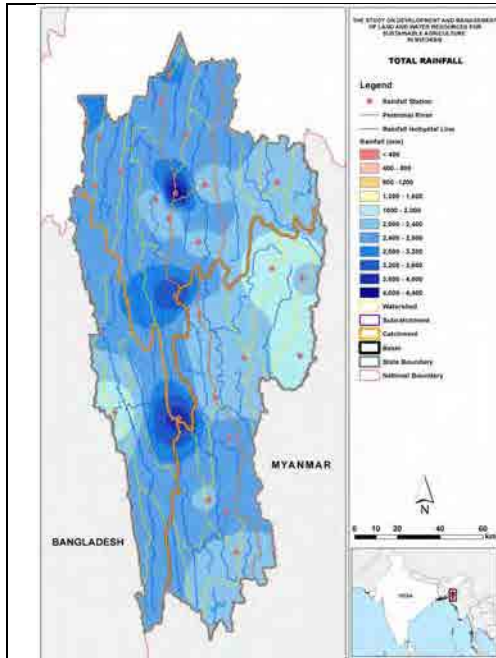 THE STUDY ON DEVELOPMENT AND MANAGEMENT
OF LAND AND WATER RESOURCES FOR
SUSTAINABLE AGRICULTURE
IN MIZORAM
TOTAL RAINFALL
Legend
Rainfall Station
Perennial River
Rainfall Isohyetal Line
Rainfall (mm)
< 400
400 - 800
800 - 1200
1,200 - 1,600
1600 - 2,000
2,000 - 2,400
2,400 - 2,800
2,800 - 3,200
3,200 - 3,600
3,600 - 4,000
4,000 - 4,400
Watershed
Subcatchment
Catchment
Basin
State Boundary
National Boundary
MYANMAR
BANGLADESH
N
0 10 20 40 60
km
INDIA